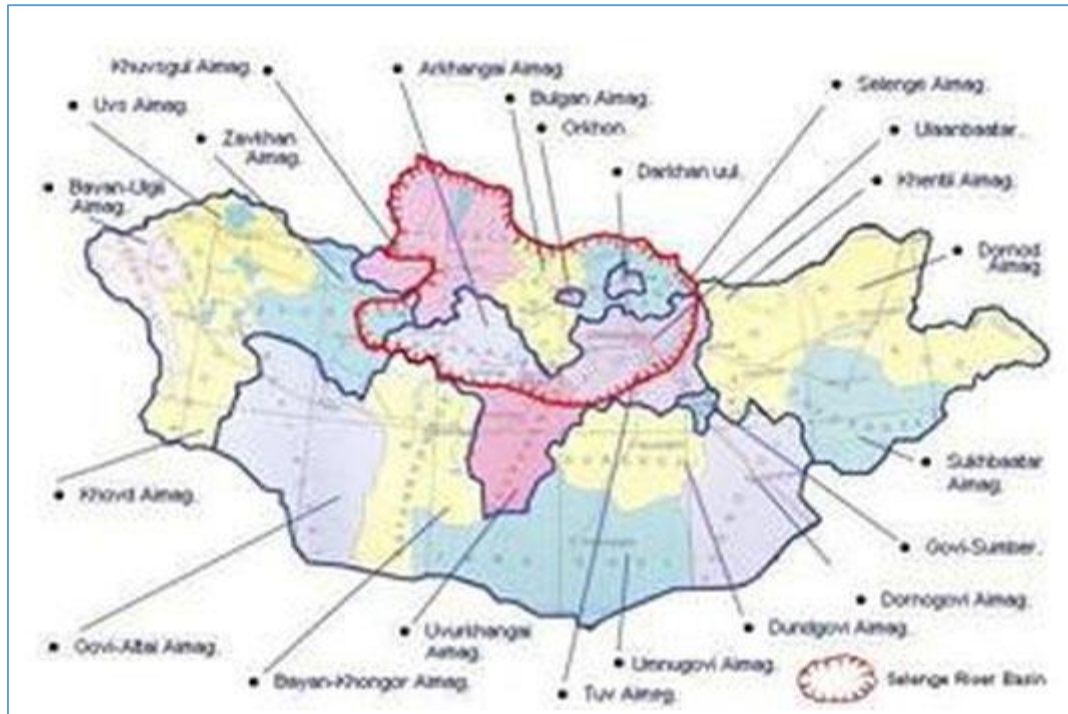 Khuvsgul Aimag.
Arkhangai Aimag
Uvs Aimag.
Bulgan Aimag.
Selenge Aimag.
Zavkhan
Aimag.
Orkhon.
Ulaanbaatar.
Bayan-Ulgii
Aimag.
Darkhan uul.
Khentii Aimag.
Dornod
Aimag.
Khovd Aimag.
Sukhbaatar
Aimag.
Govi-Sumber.
Dornogovi Aimag.
Govi-Altai Aimag.
Uvurkhangai
Aimag.
Dundgovi Aimag.
Bayan-Khongor Aimag.
Umnugovi Aimag.
Tuv Aimag.
Selenge River Basin